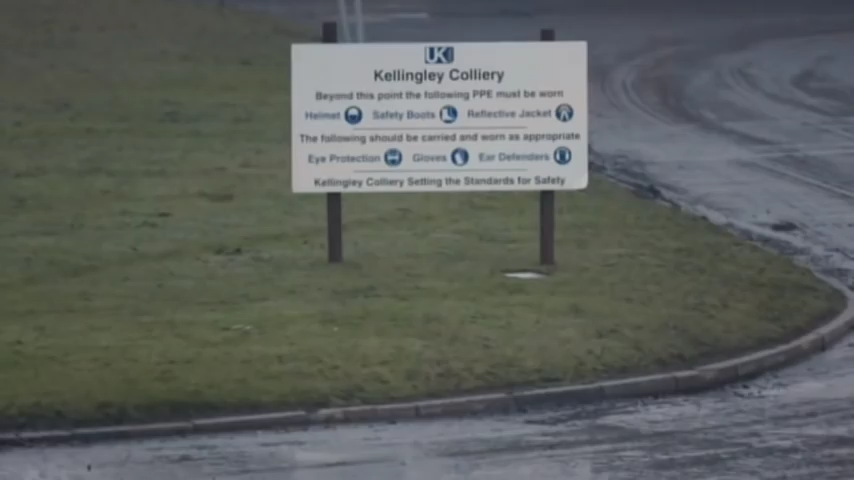 UK
Kellingley Colliery
Beyond this point the following PPE must be worn
Helmet Safety Boots Reflective Jacket
The following should be carried and worn as appropriate
Eye Protection Gloves Ear Defenders
Kellingley Colliery Setting the Standards for Safety